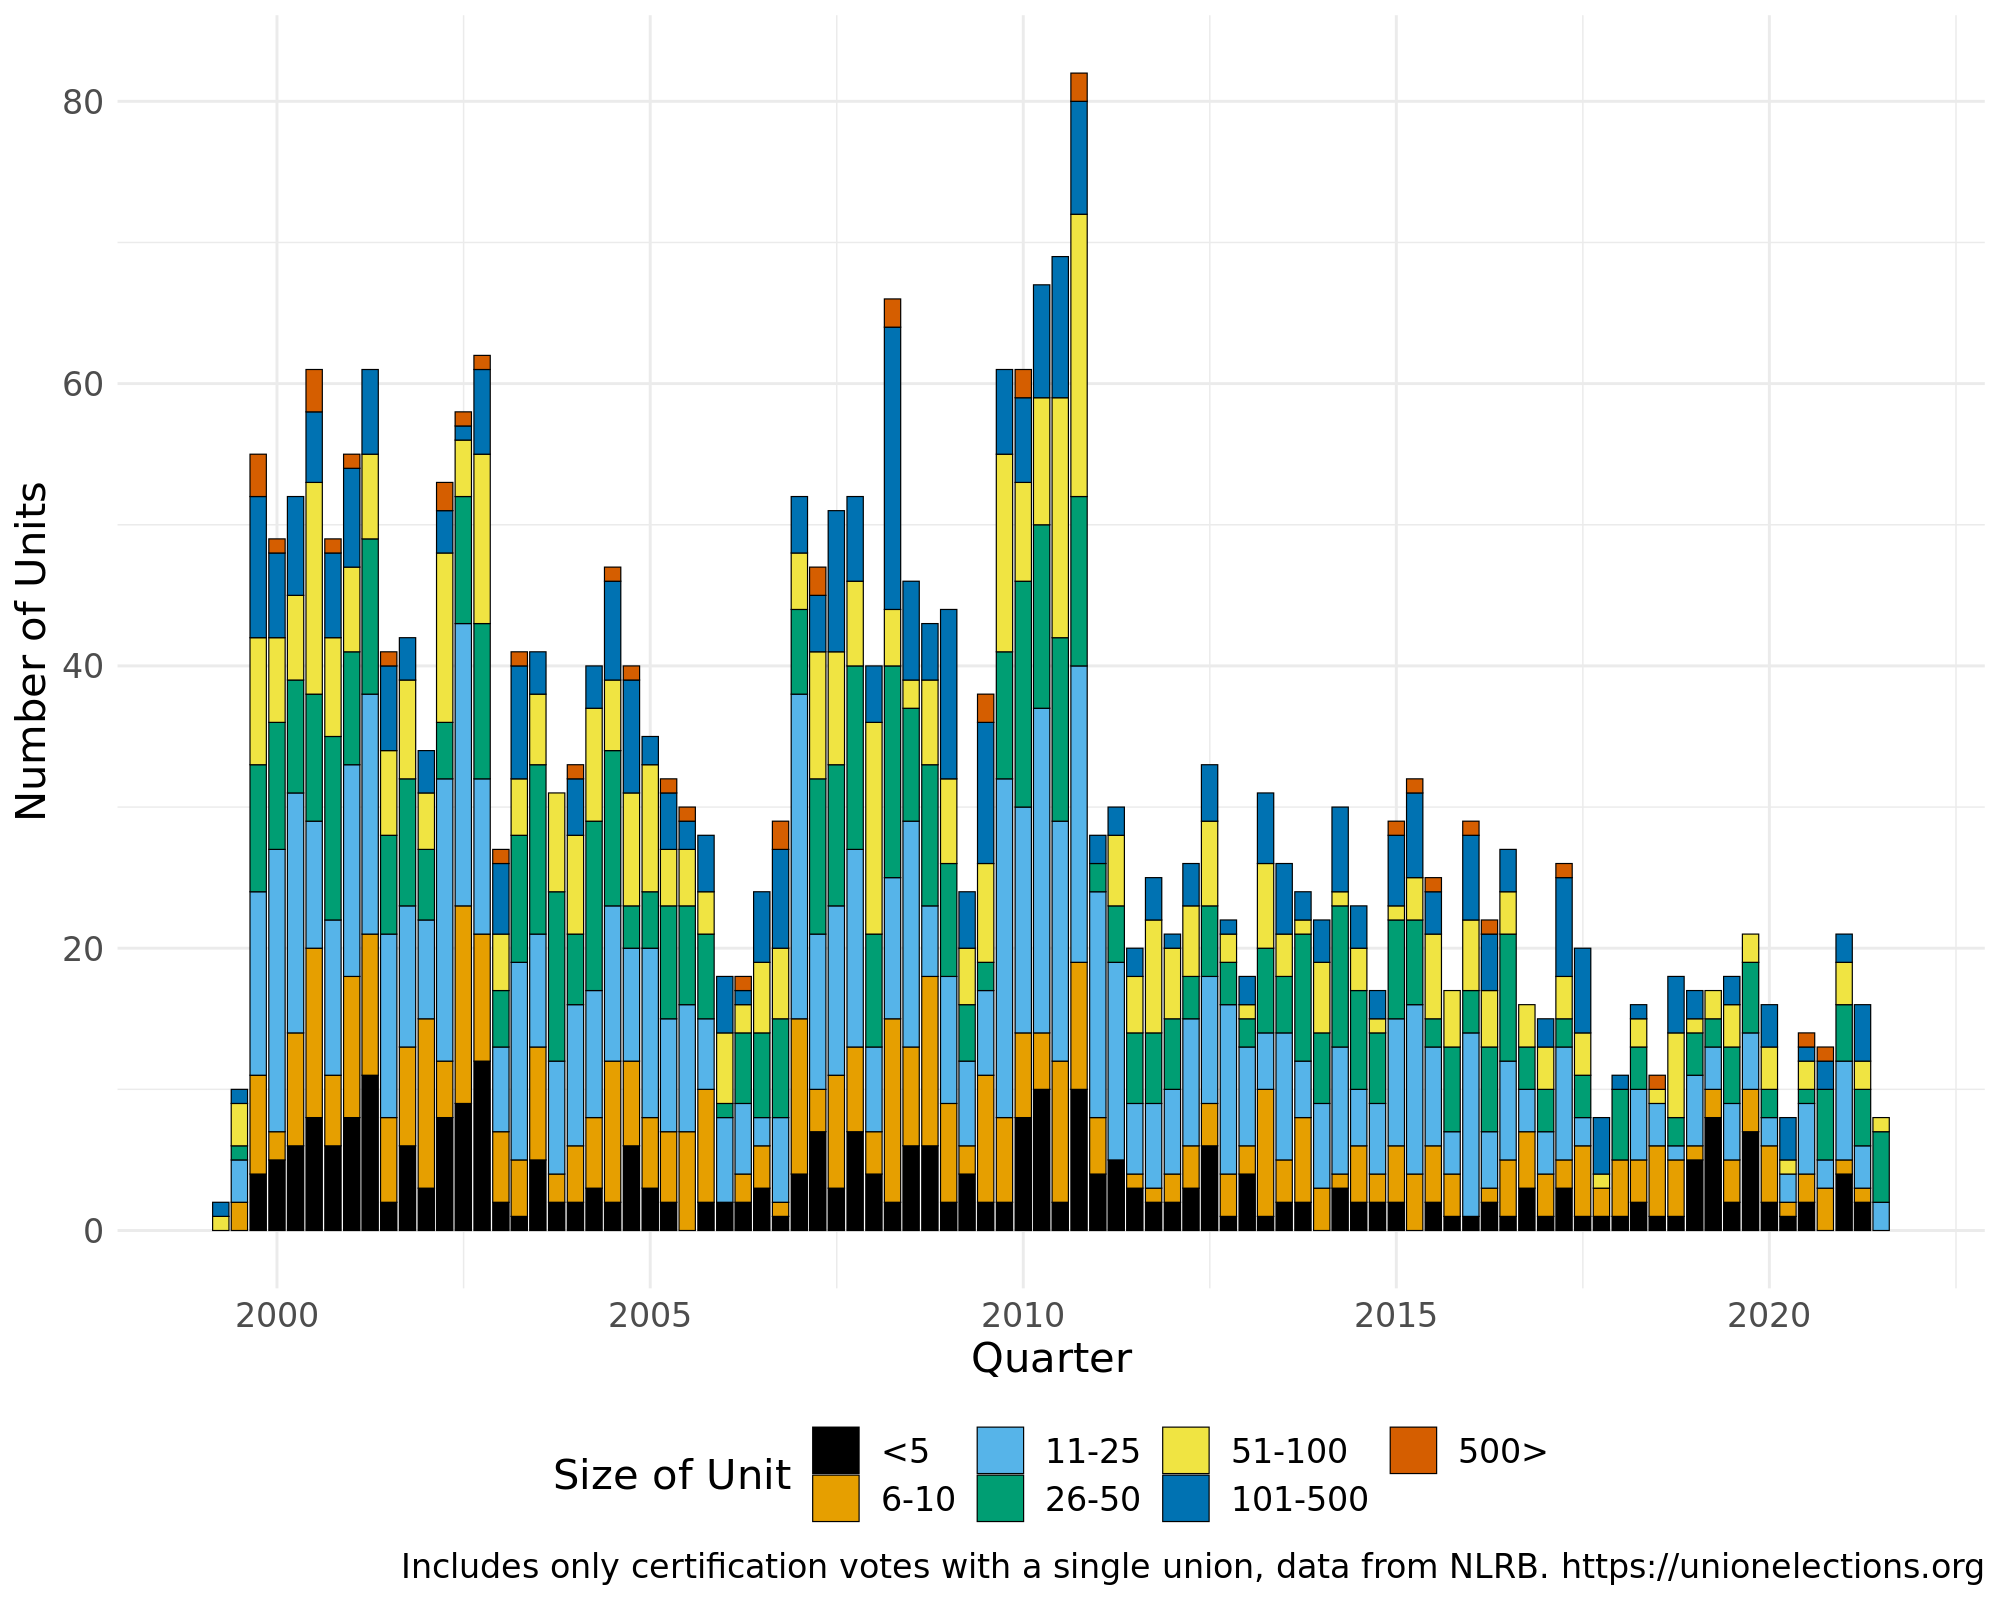 80
60
40
20
0
Number of Units
2000 2005 2010 2015 2020
Quarter
Size of Unit
<5 11-25 51-100 500>
6-10 26-50 101-500
Includes only certification votes with a single union, data from NLRB. https://unionelections.org